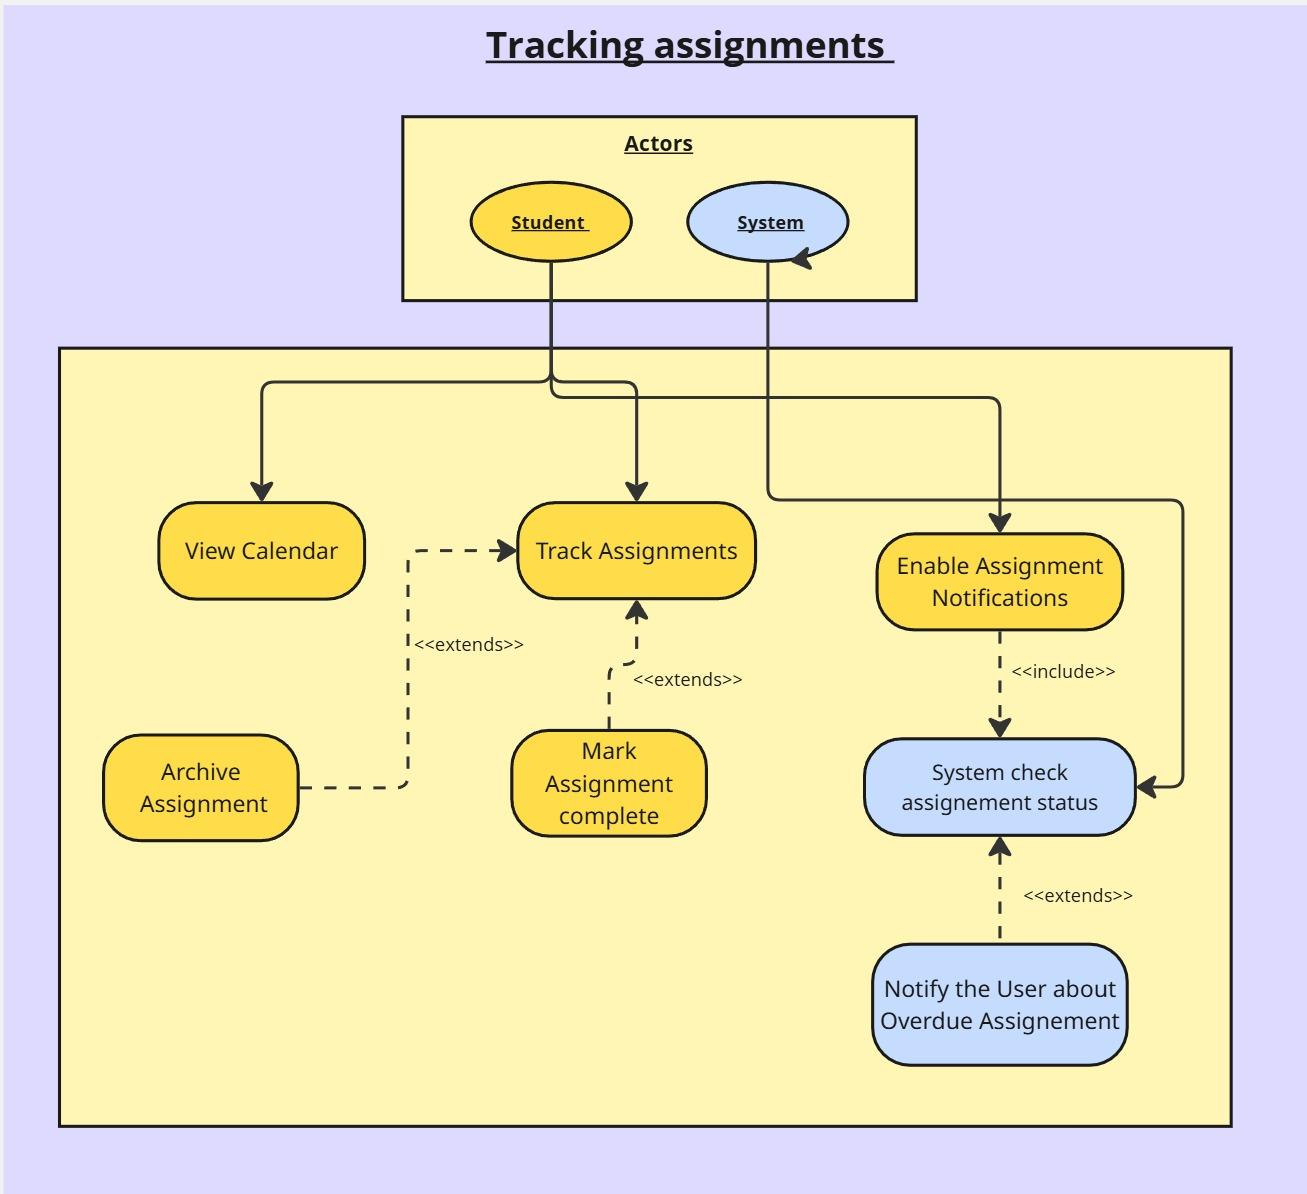 Tracking assignments
Actors
Student
System
View Calendar
Track Assignments
Enable Assignment
Notifications
<<extends>>
<<extends>>
<<include>>
Archive
Assignment
Mark
Assignment
complete
System check
assignement status
<<extends>>
Notify the User about
Overdue Assignement